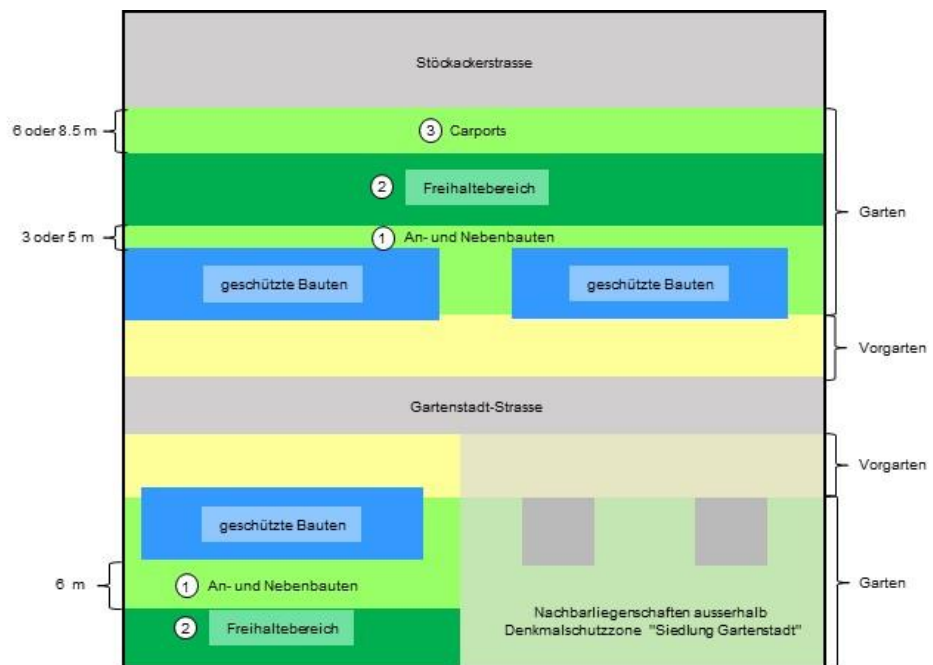 Stöckackerstrasse
6 oder 8.5 m
3 Carports
2 Freihaltebereich
Garten
3 oder 5 m
1 An- und Nebenbauten
geschützte Bauten
geschützte Bauten
Vorgarten
Gartenstadt-Strasse
Vorgarten
geschützte Bauten
6 m
1 An- und Nebenbauten
Garten
2 Freihaltebereich
Nachbarliegenschaften ausserhalb
Denkmalschutzzone "Siedlung Gartenstadt"